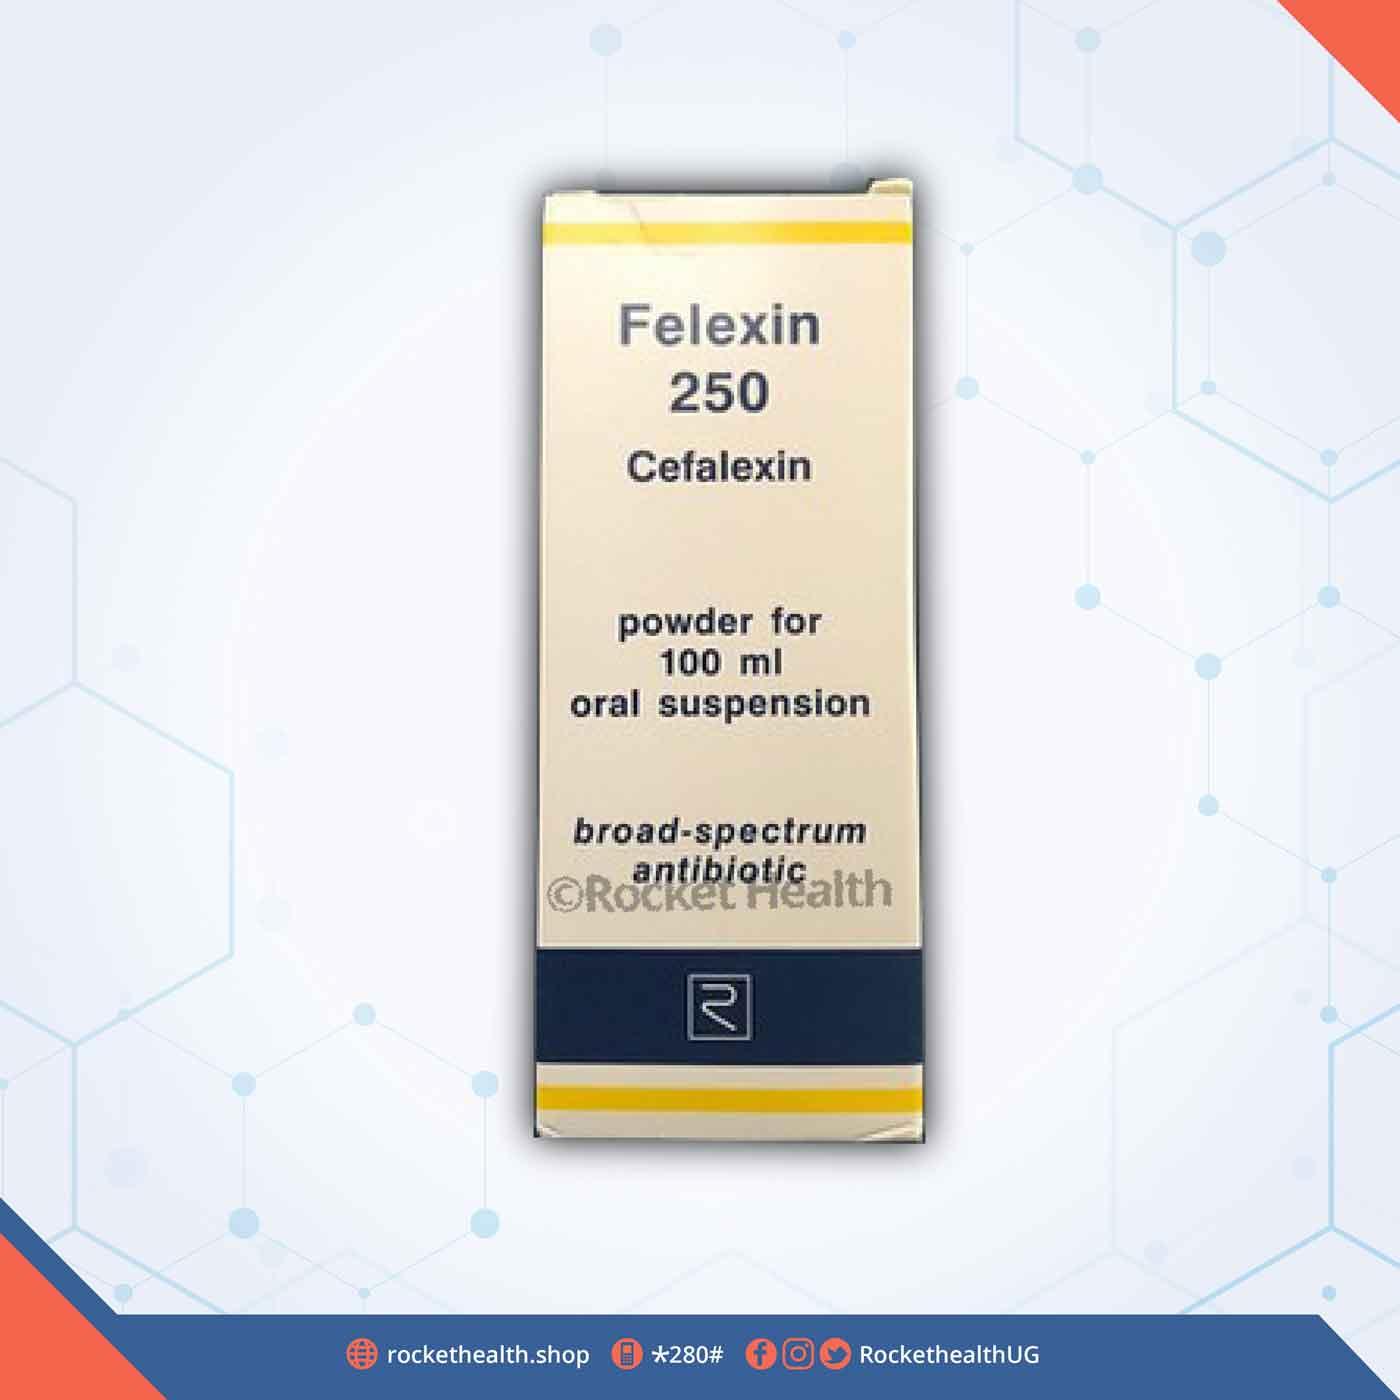 Felexin
250
Cefalexin
powder for
100 ml
oral suspension
broad-spectrum
antibiotic
©Rocket Health
R
rockethealth.shop *280# RockethealthUG